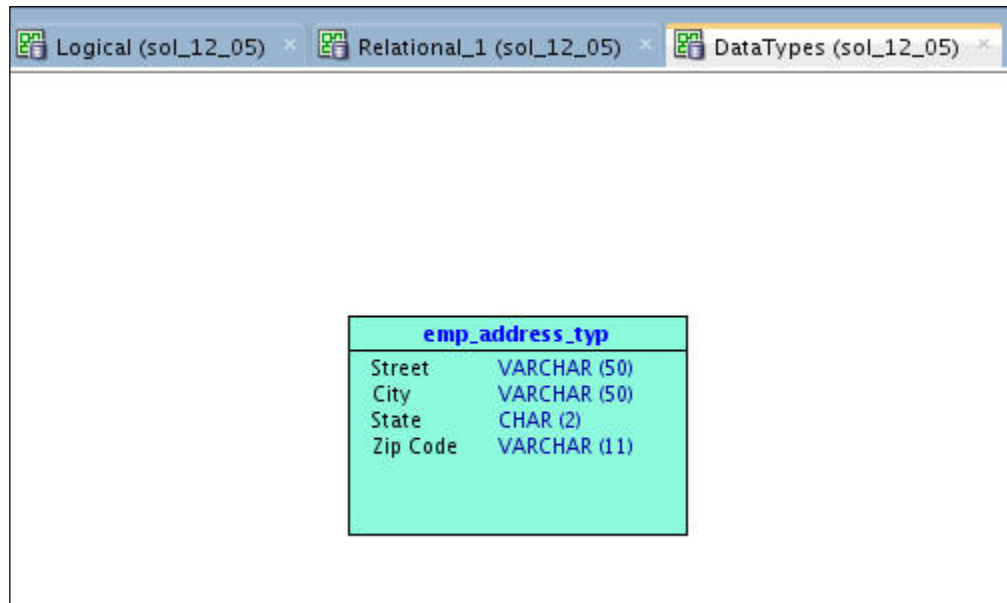 Logical (sol_12_05) Relational_1 (sol_12_05) DataTypes (sol_12_05)
emp_address_typ
Street VARCHAR (50)
City VARCHAR (50)
State CHAR (2)
Zip Code VARCHAR (11)